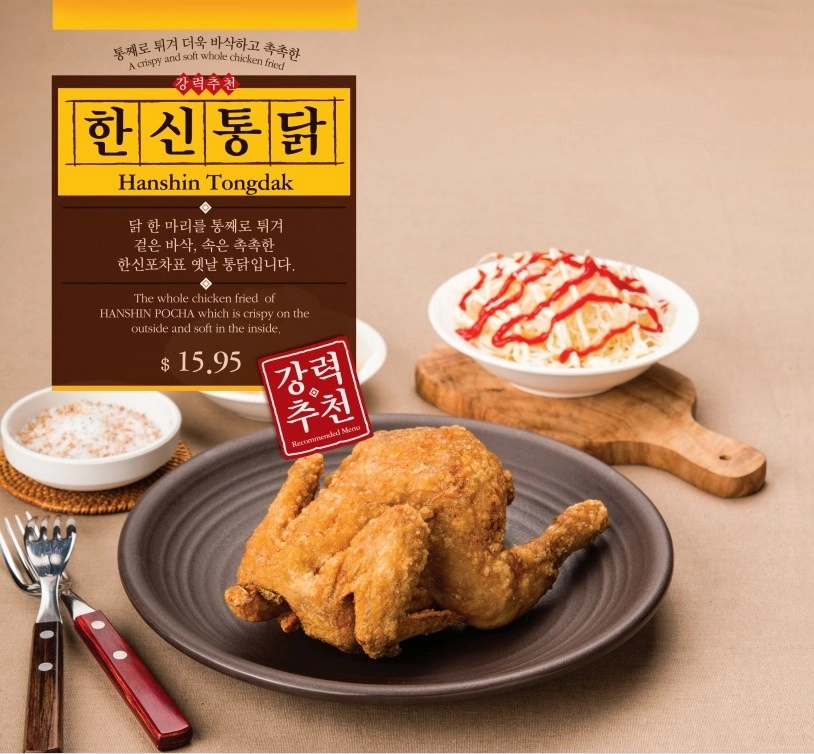 통째로 튀겨 더욱 바삭하고 촉촉한
A crispy and soft whole chicken fried
강력추천
한신통닭
Hanshin Tongdak
닭 한 마리를 통째로 튀겨
겉은 바삭, 속은 촉촉한
한신포차표 옛날 통닭입니다.
The whole chicken fried of
HANSHIN POCHA which is crispy on the
outside and soft in the inside.
$ 15.95
강력
추천
Recommended Menu